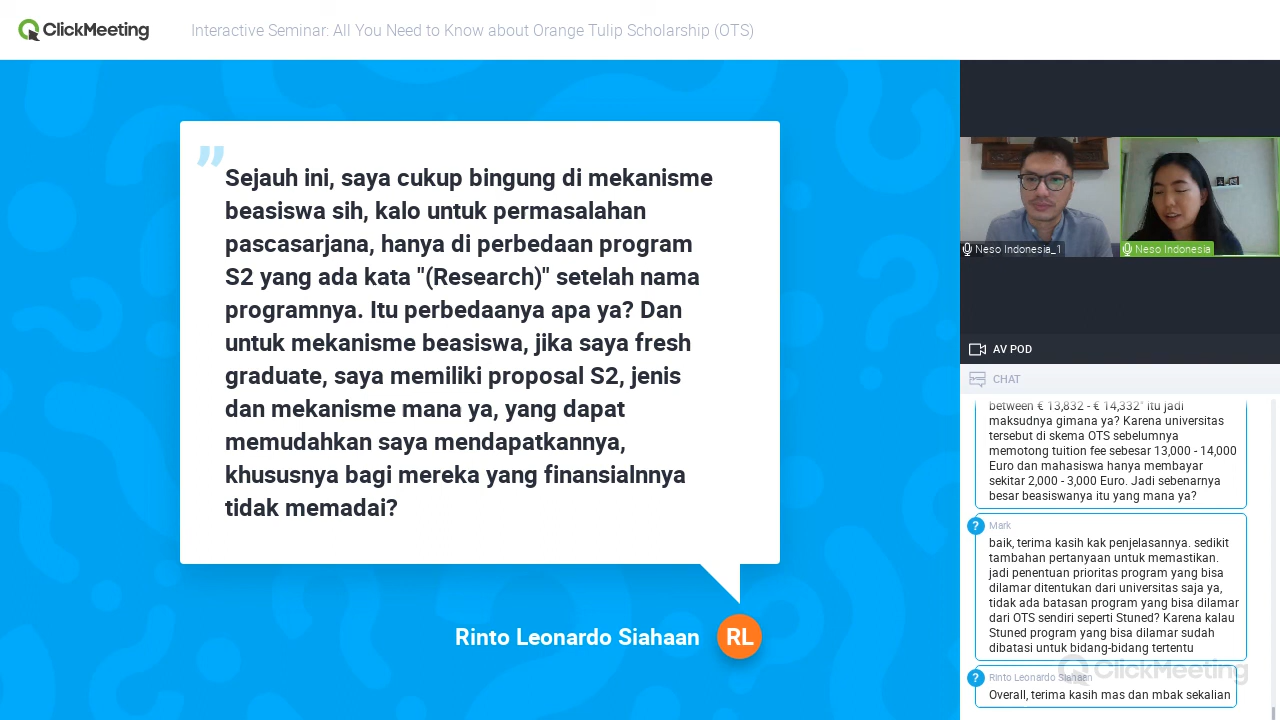 ClickMeeting
Interactive Seminar: All You Need to Know about Orange Tulip Scholarship (OTS)
Sejauh ini, saya cukup bingung di mekanisme
beasiswa sih, kalo untuk permasalahan
pascasarjana, hanya di perbedaan program
S2 yang ada kata "(Research)" setelah nama
programnya. Itu perbedaanya apa ya? Dan
untuk mekanisme beasiswa, jika saya fresh
graduate, saya memiliki proposal S2, jenis
dan mekanisme mana ya, yang dapat
memudahkan saya mendapatkannya,
khususnya bagi mereka yang finansialnnya
tidak memadai?
Rinto Leonardo Siahaan
RL
Neso Indonesia_1
Neso Indonesia
AV POD
CHAT
between € 13,832 - € 14,332" itu jadi
maksudnya gimana ya? Karena universitas
tersebut di skema OTS sebelumnya
memotong tuition fee sebesar 13,000 - 14,000
Euro dan mahasiswa hanya membayar
sekitar 2,000 - 3,000 Euro. Jadi sebenarnya
besar beasiswanya itu yang mana ya?
?
Mark
baik, terima kasih kak penjelasannya. sedikit
tambahan pertanyaan untuk memastikan.
jadi penentuan prioritas program yang bisa
dilamar ditentukan dari universitas saja ya,
tidak ada batasan program yang bisa dilamar
dari OTS sendiri seperti Stuned? Karena kalau
Stuned program yang bisa dilamar sudah
dibatasi untuk bidang-bidang tertentu
?
Rinto Leonardo Siahaan
Overall, terima kasih mas dan mbak sekalian
ClickMeeting